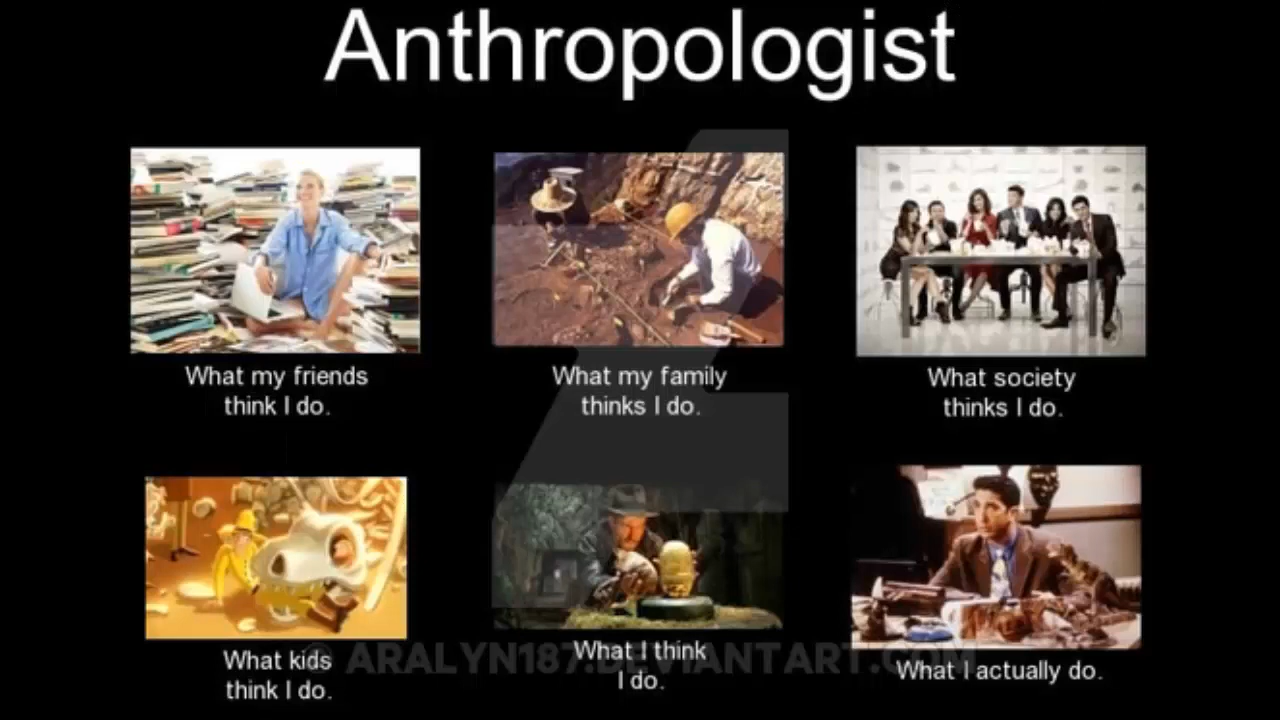 Anthropologist
What my friends
think I do.
What my family
thinks I do.
What society
thinks I do.
What kids
think I do.
What I think
I do.
What I actually do.
© ARALYN187.DEVIANTART.COM